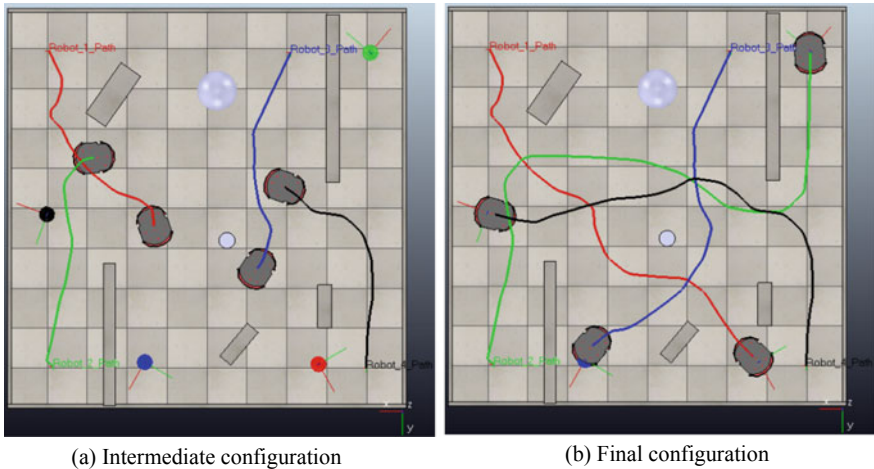 Robot_1_Path
Robot_3_Path
Robot_2_Path
Robot_4_Path
x
z
y
Robot_1_Path
Robot_3_Path
Robot_2_Path
Robot_4_Path
x
z
y
(a) Intermediate configuration
(b) Final configuration